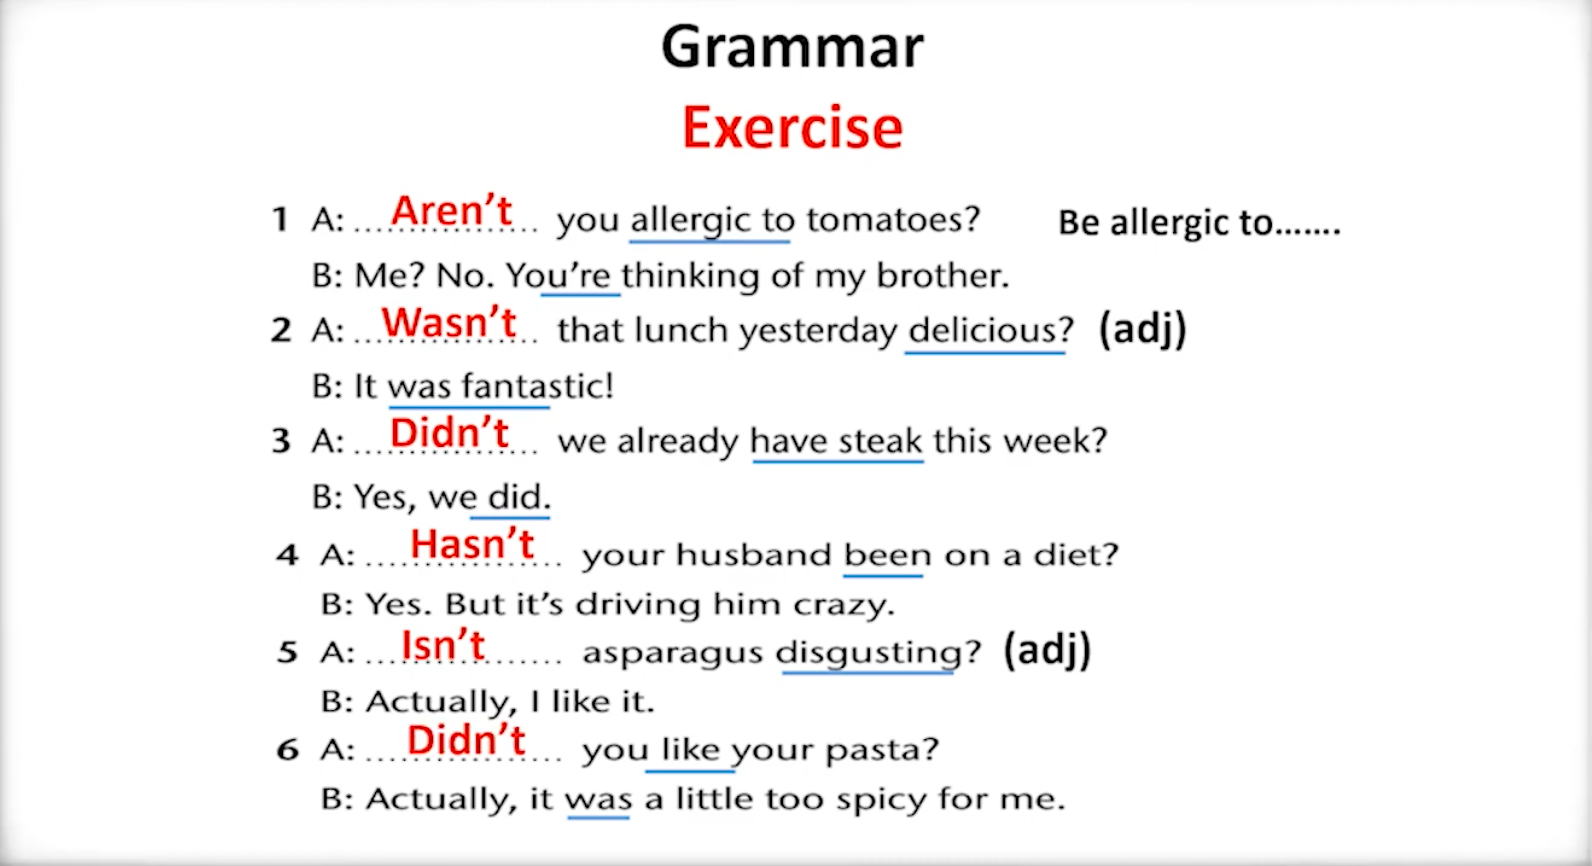 Grammar
Exercise
1 A: ...Aren't... you allergic to tomatoes? Be allergic to.......
B: Me? No. You're thinking of my brother.
2 A: ...Wasn't... that lunch yesterday delicious? (adj)
B: It was fantastic!
3 A: ...Didn't... we already have steak this week?
B: Yes, we did.
4 A: ...Hasn't... your husband been on a diet?
B: Yes. But it's driving him crazy.
5 A: ...Isn't... asparagus disgusting? (adj)
B: Actually, I like it.
6 A: ...Didn't... you like your pasta?
B: Actually, it was a little too spicy for me.